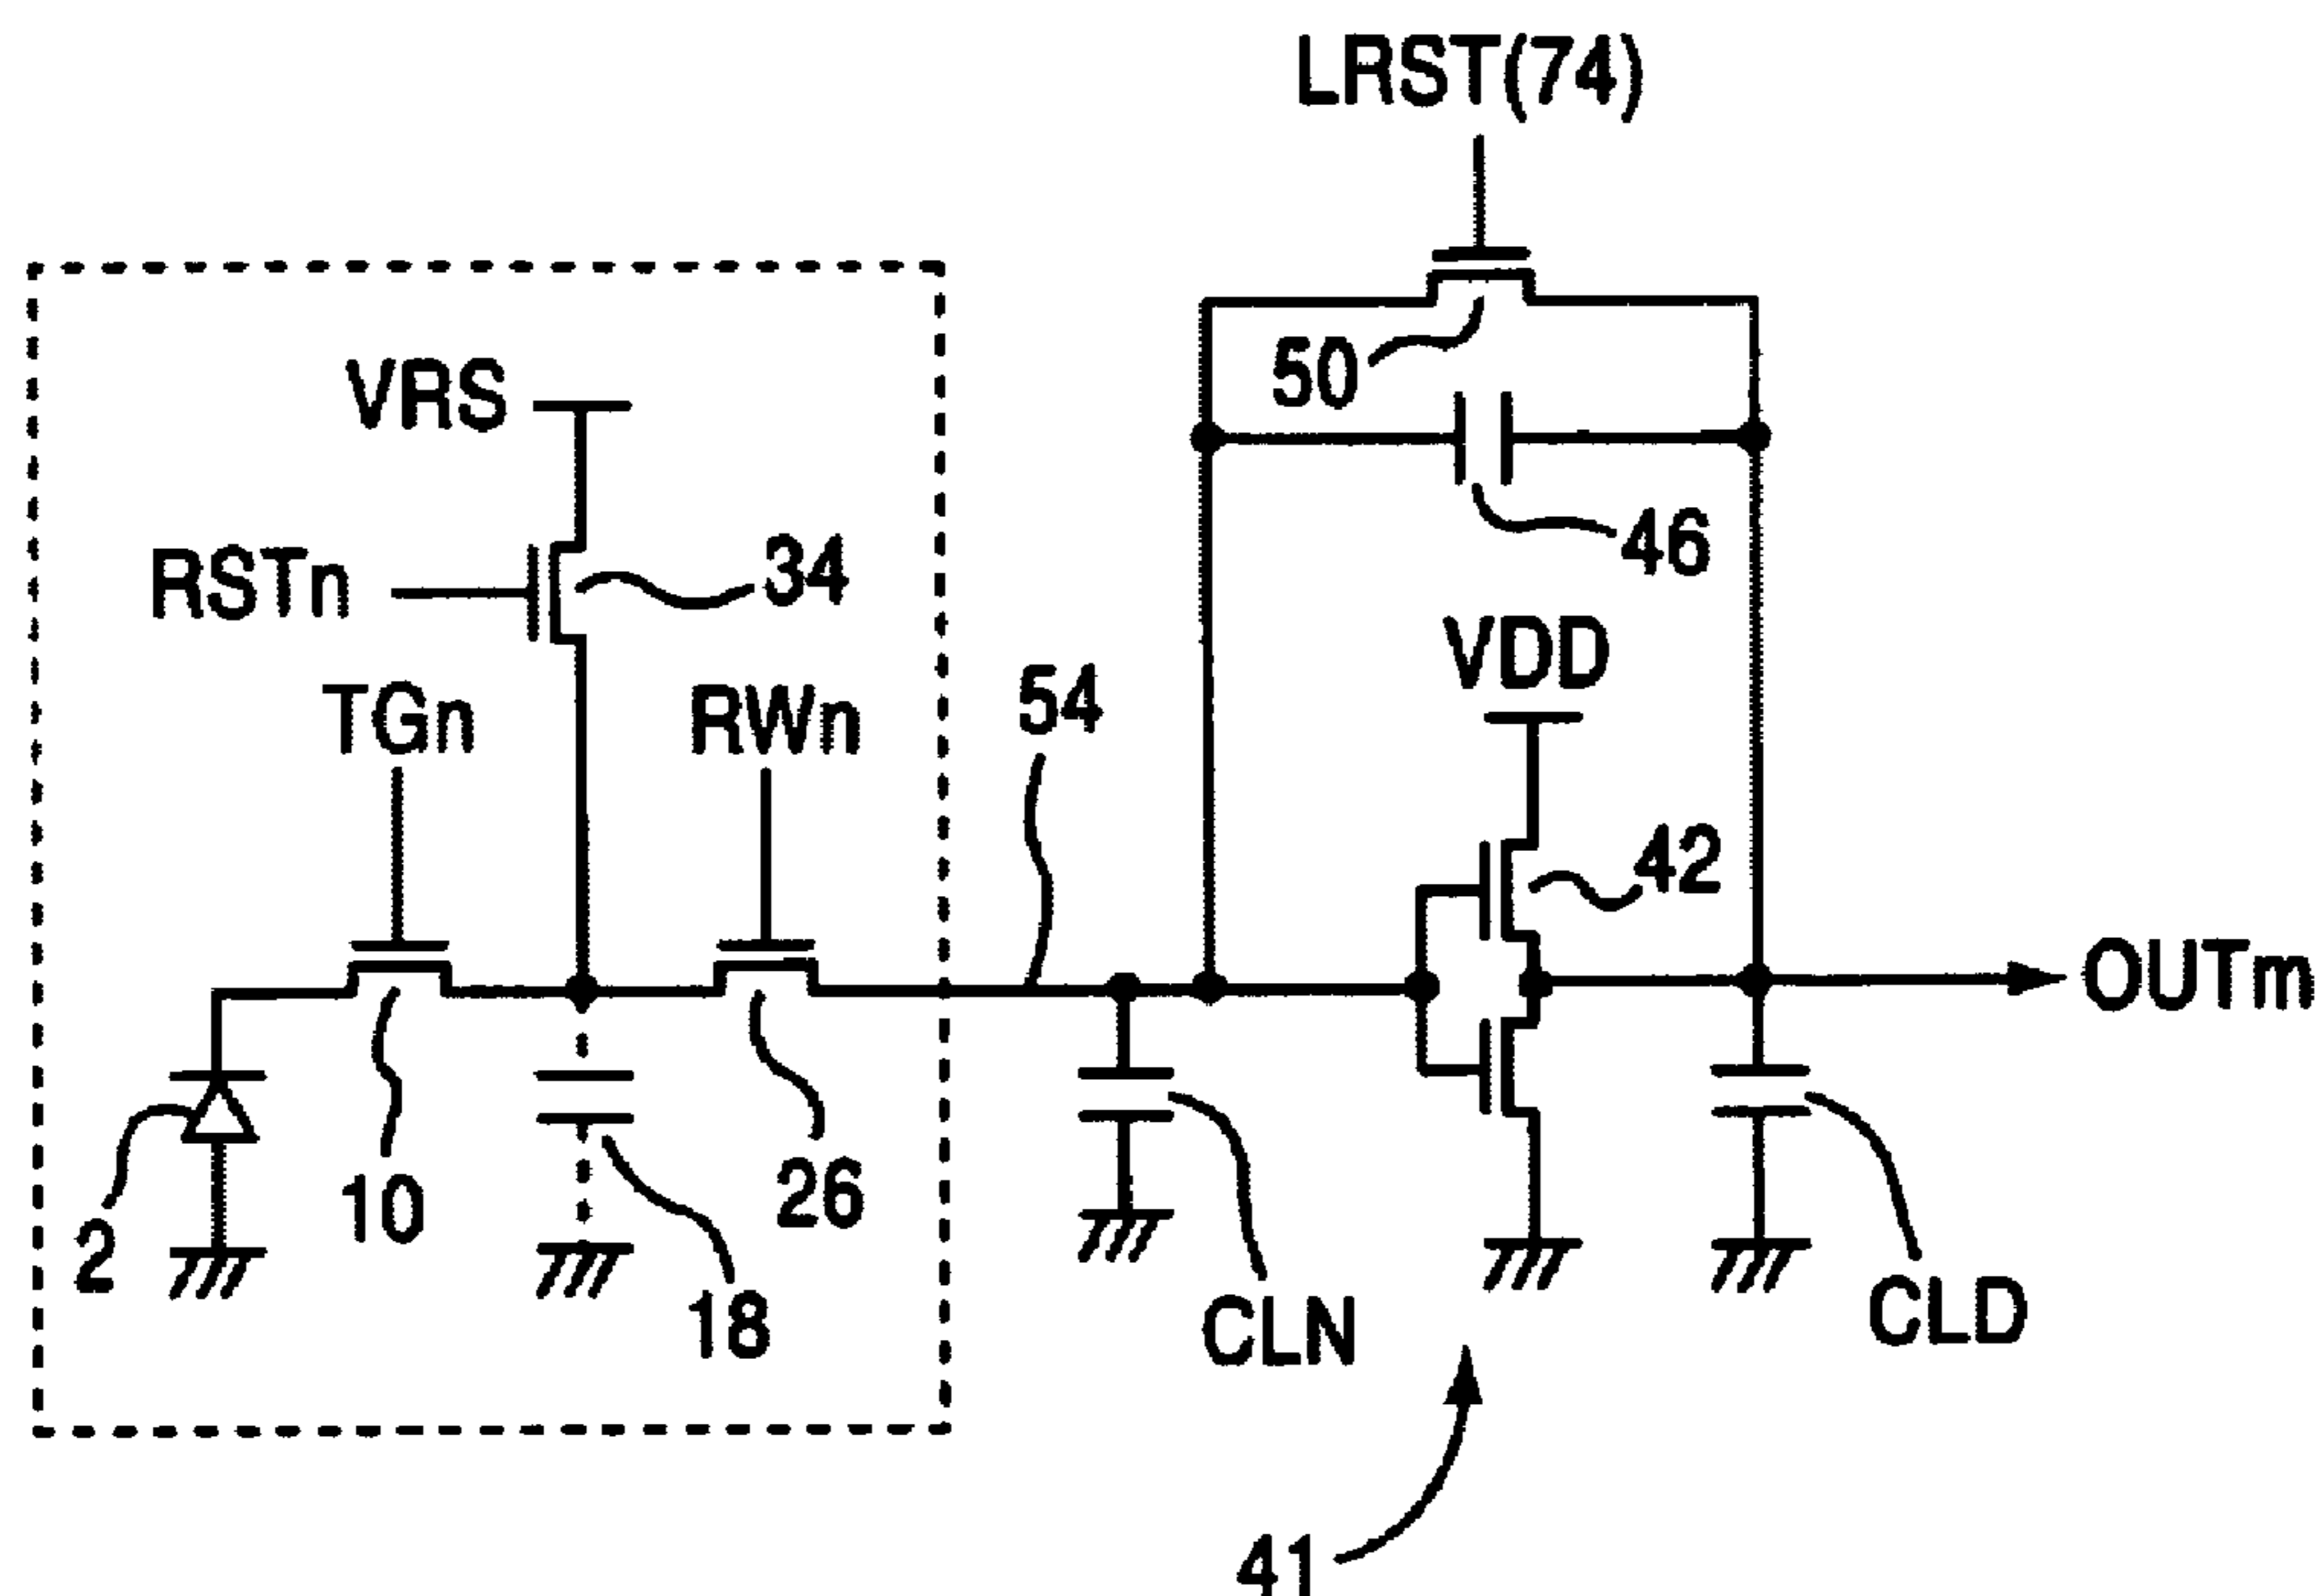 LRST(74)
50
VRS
46
RSTn
34
VDD
TGn
RWn
54
42
OUTm
10
26
2
18
CLN
CLD
41